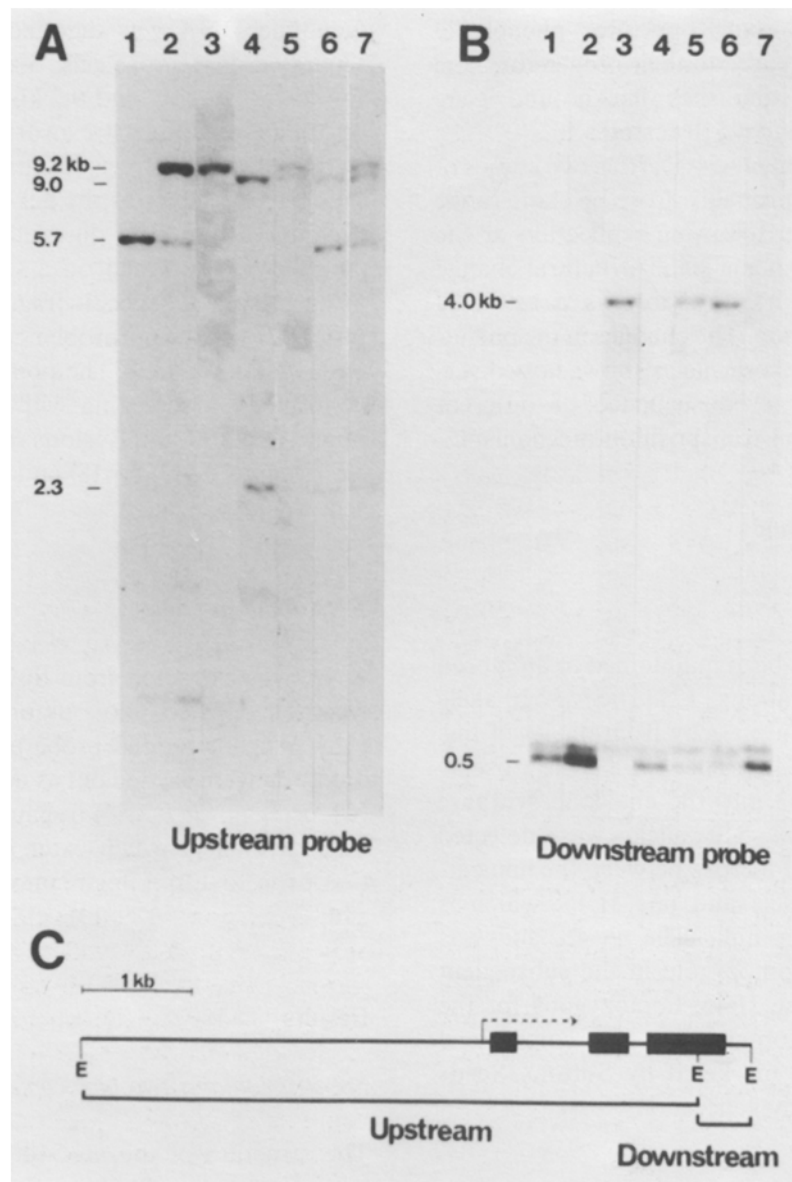 A
1 2 3 4 5 6 7
9.2 kb
9.0
5.7
2.3
Upstream probe
B
1 2 3 4 5 6 7
4.0 kb
0.5
Downstream probe
C
1 kb
E
E
E
Upstream
Downstream